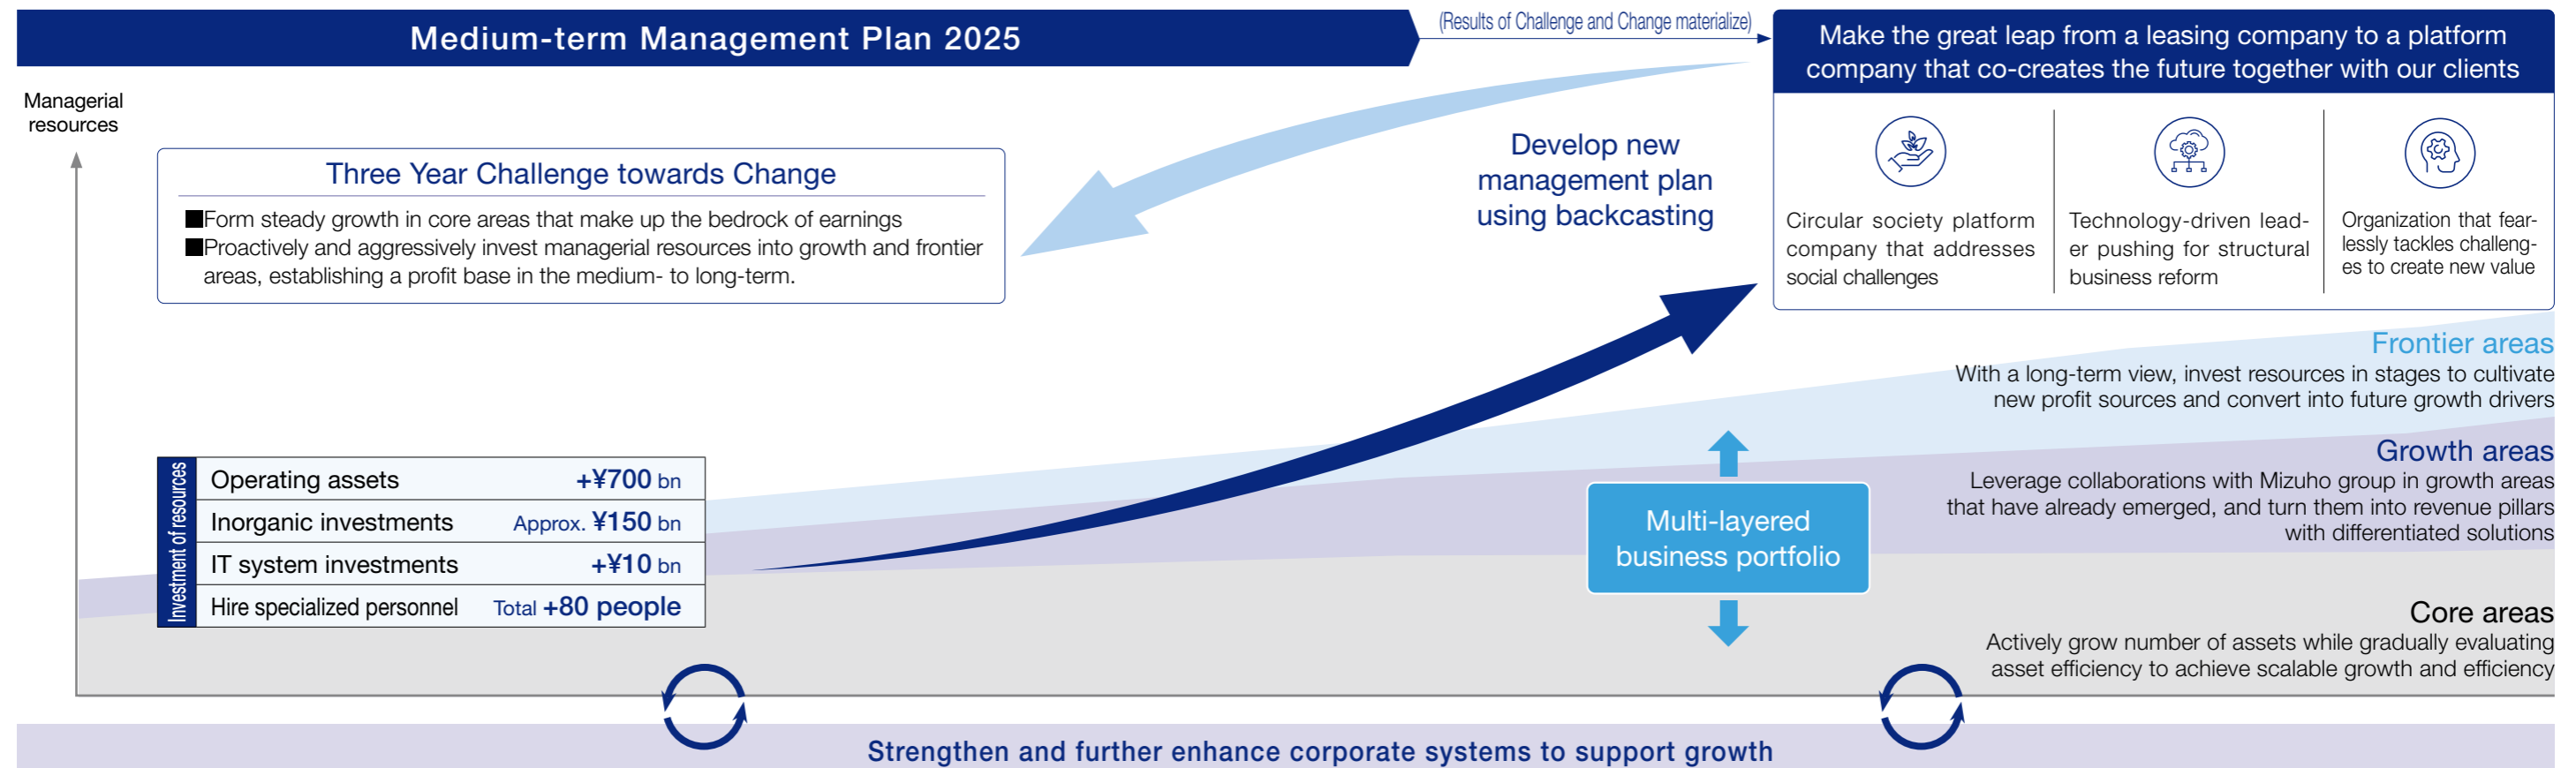 Medium-term Management Plan 2025
(Results of Challenge and Change materialize)
Make the great leap from a leasing company to a platform
company that co-creates the future together with our clients
Managerial
resources
Three Year Challenge towards Change
■Form steady growth in core areas that make up the bedrock of earnings
■Proactively and aggressively invest managerial resources into growth and frontier
areas, establishing a profit base in the medium- to long-term.
Develop new
management plan
using backcasting
Circular society platform
company that addresses
social challenges
Technology-driven lead-
er pushing for structural
business reform
Organization that fear-
lessly tackles challeng-
es to create new value
Frontier areas
With a long-term view, invest resources in stages to cultivate
new profit sources and convert into future growth drivers
Growth areas
Leverage collaborations with Mizuho group in growth areas
that have already emerged, and turn them into revenue pillars
with differentiated solutions
Investment of resources
Operating assets +¥700 bn
Inorganic investments Approx. ¥150 bn
IT system investments +¥10 bn
Hire specialized personnel Total +80 people
Multi-layered
business portfolio
Core areas
Actively grow number of assets while gradually evaluating
asset efficiency to achieve scalable growth and efficiency
Strengthen and further enhance corporate systems to support growth